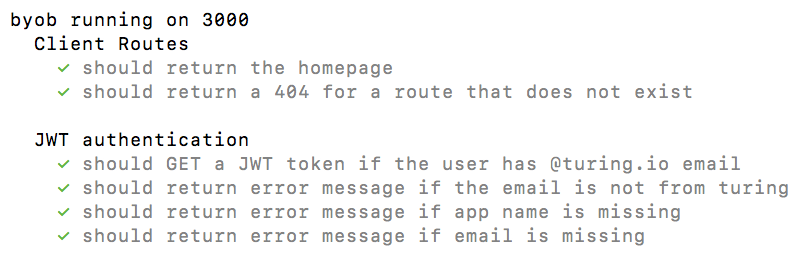 byob running on 3000
Client Routes
✓ should return the homepage
✓ should return a 404 for a route that does not exist
JWT authentication
✓ should GET a JWT token if the user has @turing.io email
✓ should return error message if the email is not from turing
✓ should return error message if app name is missing
✓ should return error message if email is missing